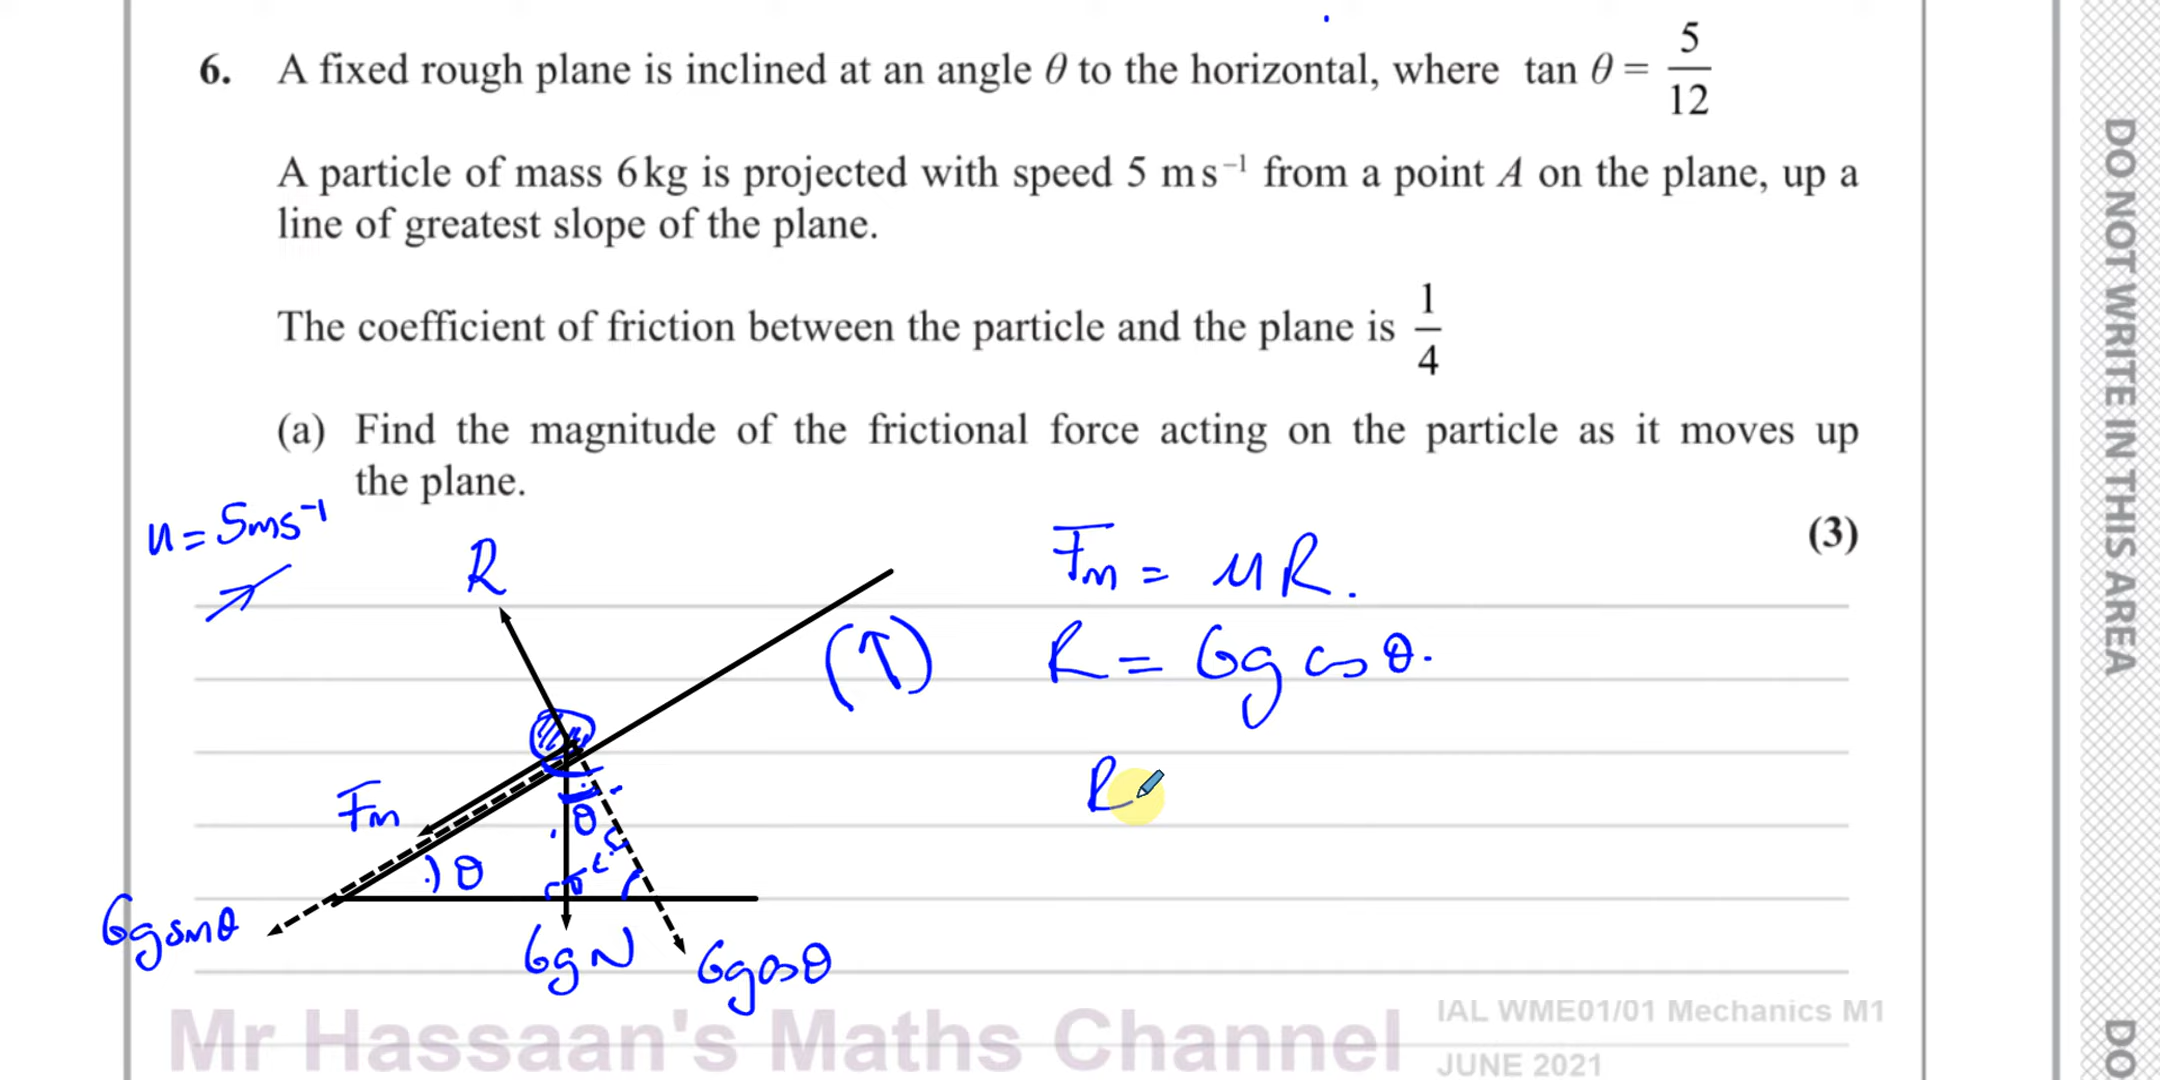 6. A fixed rough plane is inclined at an angle θ to the horizontal, where tan θ = 5/12
A particle of mass 6 kg is projected with speed 5 m s⁻¹ from a point A on the plane, up a
line of greatest slope of the plane.
The coefficient of friction between the particle and the plane is 1/4
(a) Find the magnitude of the frictional force acting on the particle as it moves up
the plane.
(3)
u = 5ms⁻¹
R
Fm = μR.
(↑) R = 6g cos θ.
R
Fm
θ
θ
6g sinθ
6g N
6g cosθ
Mr Hassaan's Maths Channel
IAL WME01/01 Mechanics M1
JUNE 2021
DO NOT WRITE IN THIS AREA
DO